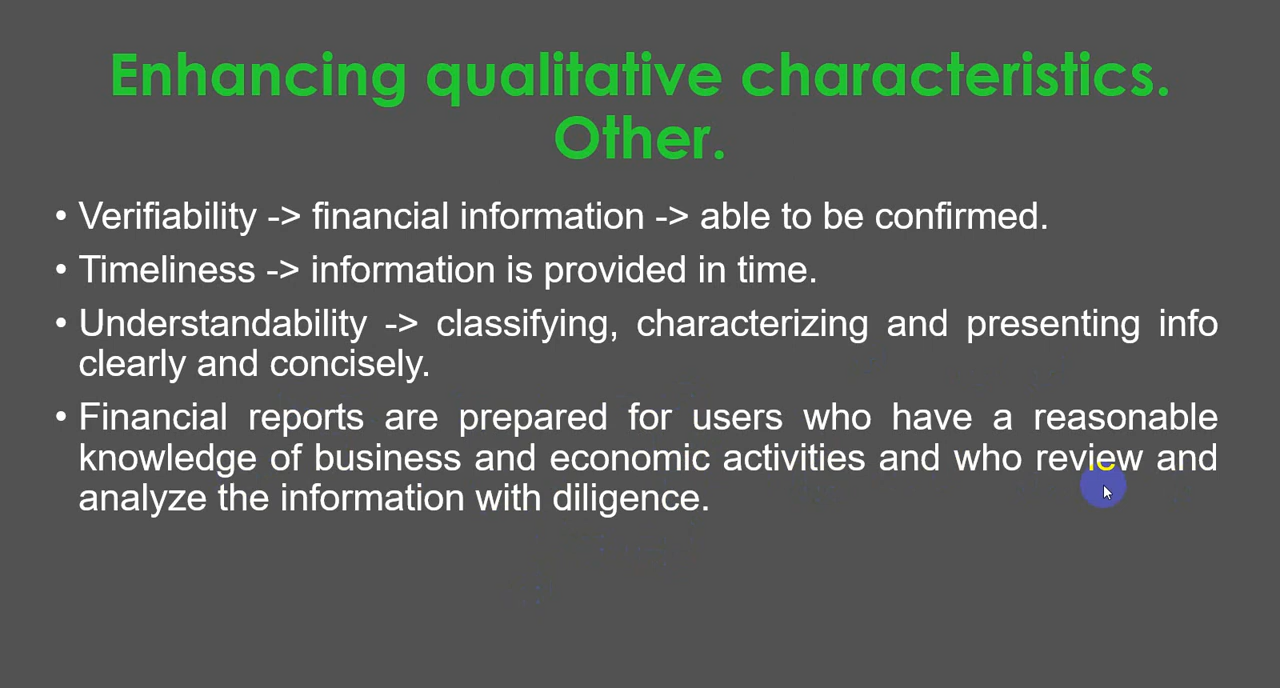 Enhancing qualitative characteristics.
Other.
• Verifiability -> financial information -> able to be confirmed.
• Timeliness -> information is provided in time.
• Understandability -> classifying, characterizing and presenting info
clearly and concisely.
• Financial reports are prepared for users who have a reasonable
knowledge of business and economic activities and who review and
analyze the information with diligence.